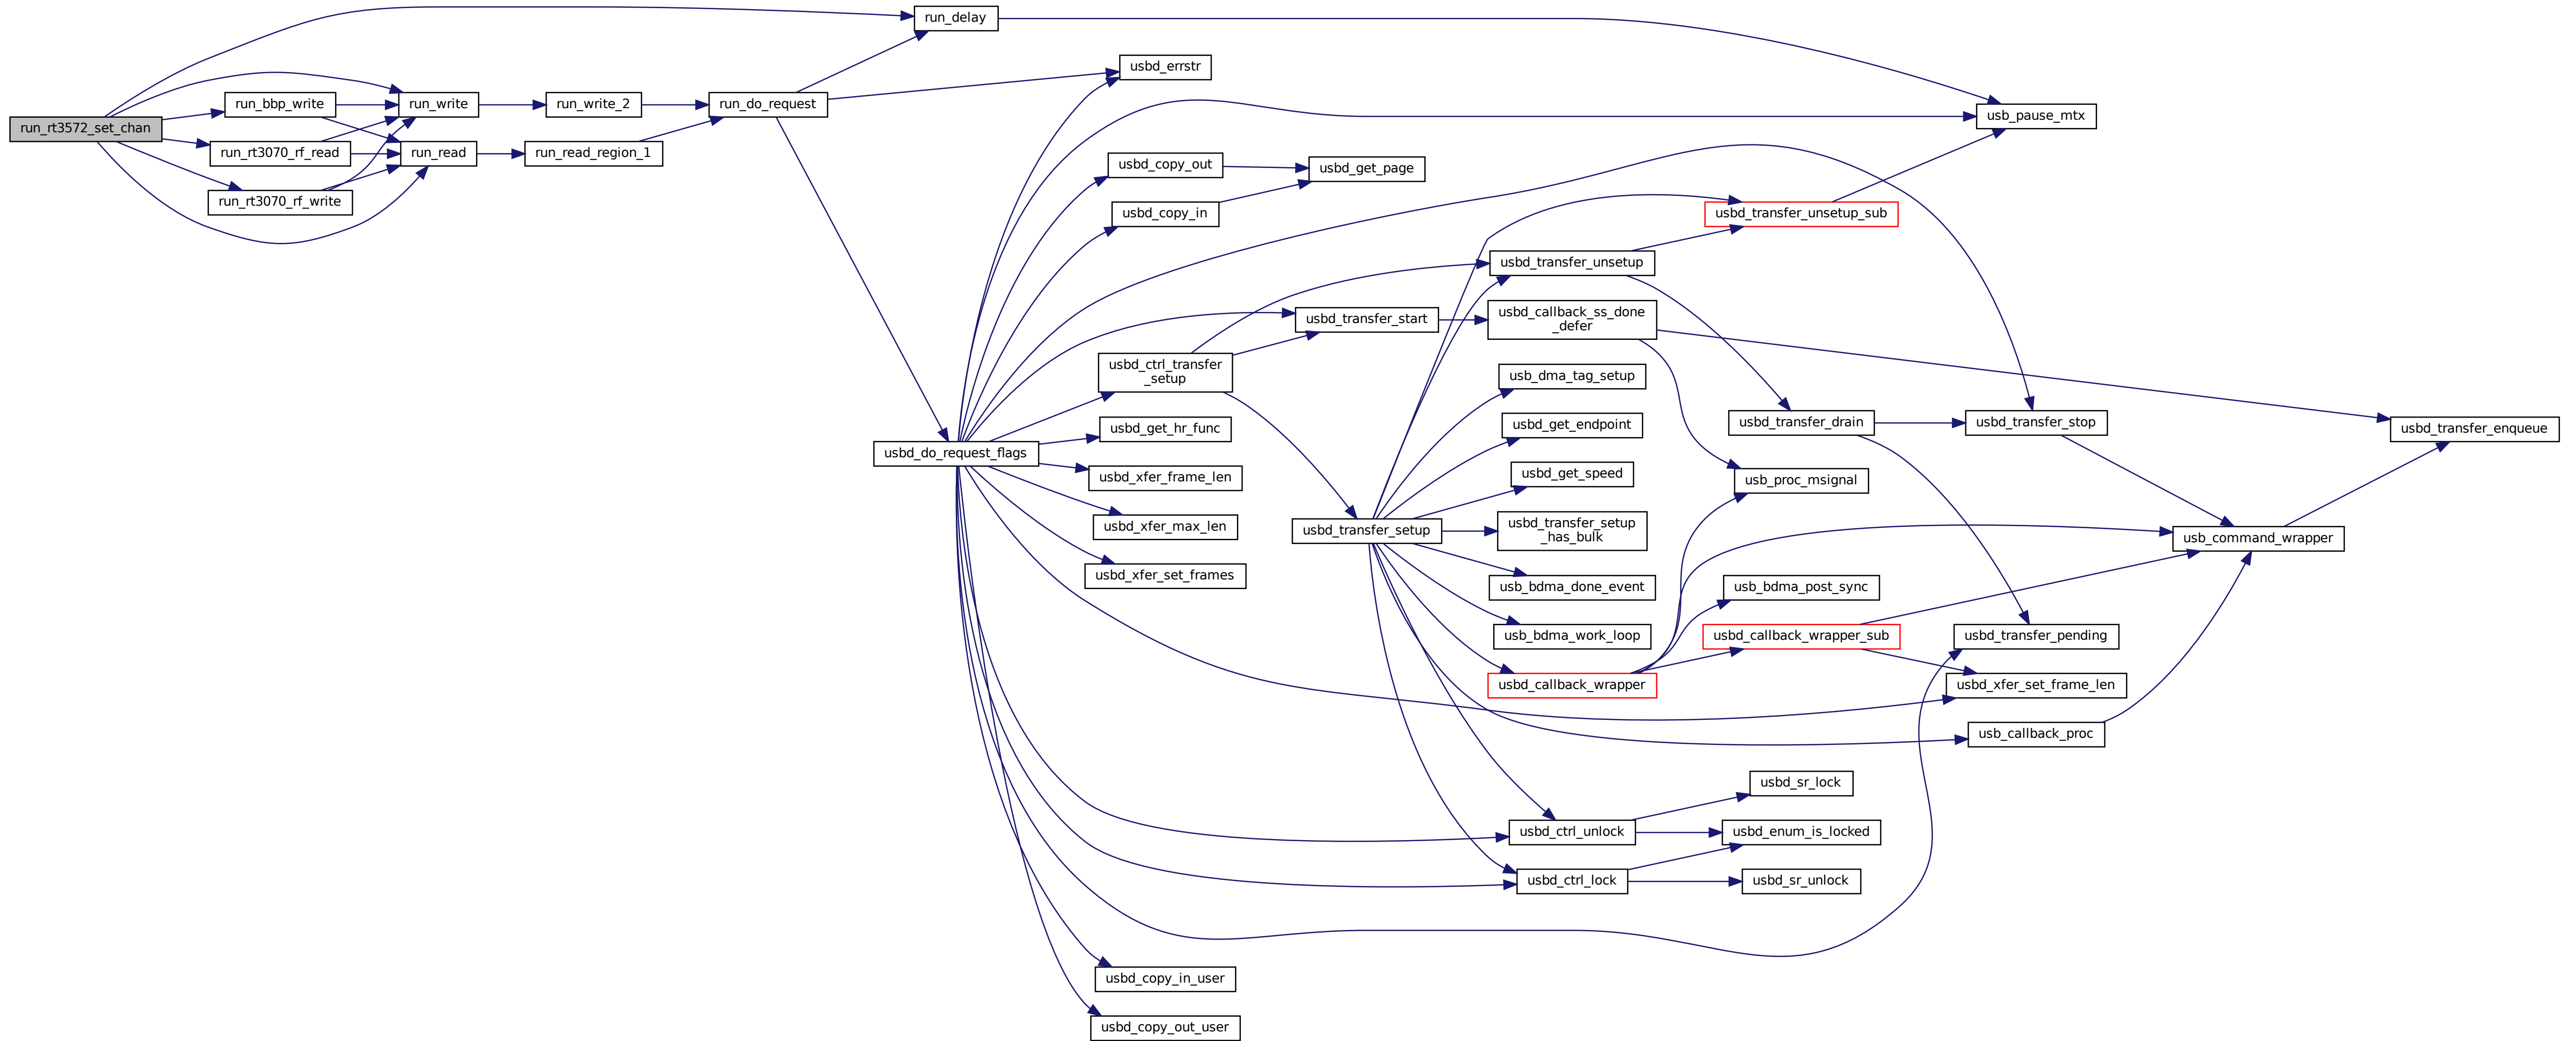 run_rt3572_set_chan
run_bbp_write
run_rt3070_rf_read
run_rt3070_rf_write
run_write
run_read
run_write_2
run_read_region_1
run_do_request
run_delay
usbd_do_request_flags
usbd_errstr
usbd_copy_out
usbd_copy_in
usbd_ctrl_transfer
_setup
usbd_get_hr_func
usbd_xfer_frame_len
usbd_xfer_max_len
usbd_xfer_set_frames
usbd_copy_in_user
usbd_copy_out_user
usbd_get_page
usbd_transfer_start
usbd_transfer_setup
usbd_transfer_unsetup
usbd_callback_ss_done
_defer
usb_dma_tag_setup
usbd_get_endpoint
usbd_get_speed
usbd_transfer_setup
_has_bulk
usb_bdma_done_event
usb_bdma_work_loop
usbd_callback_wrapper
usbd_ctrl_unlock
usbd_ctrl_lock
usbd_transfer_unsetup_sub
usbd_transfer_drain
usb_proc_msignal
usb_bdma_post_sync
usbd_callback_wrapper_sub
usbd_sr_lock
usbd_enum_is_locked
usbd_sr_unlock
usb_pause_mtx
usbd_transfer_stop
usbd_transfer_pending
usbd_xfer_set_frame_len
usb_callback_proc
usb_command_wrapper
usbd_transfer_enqueue